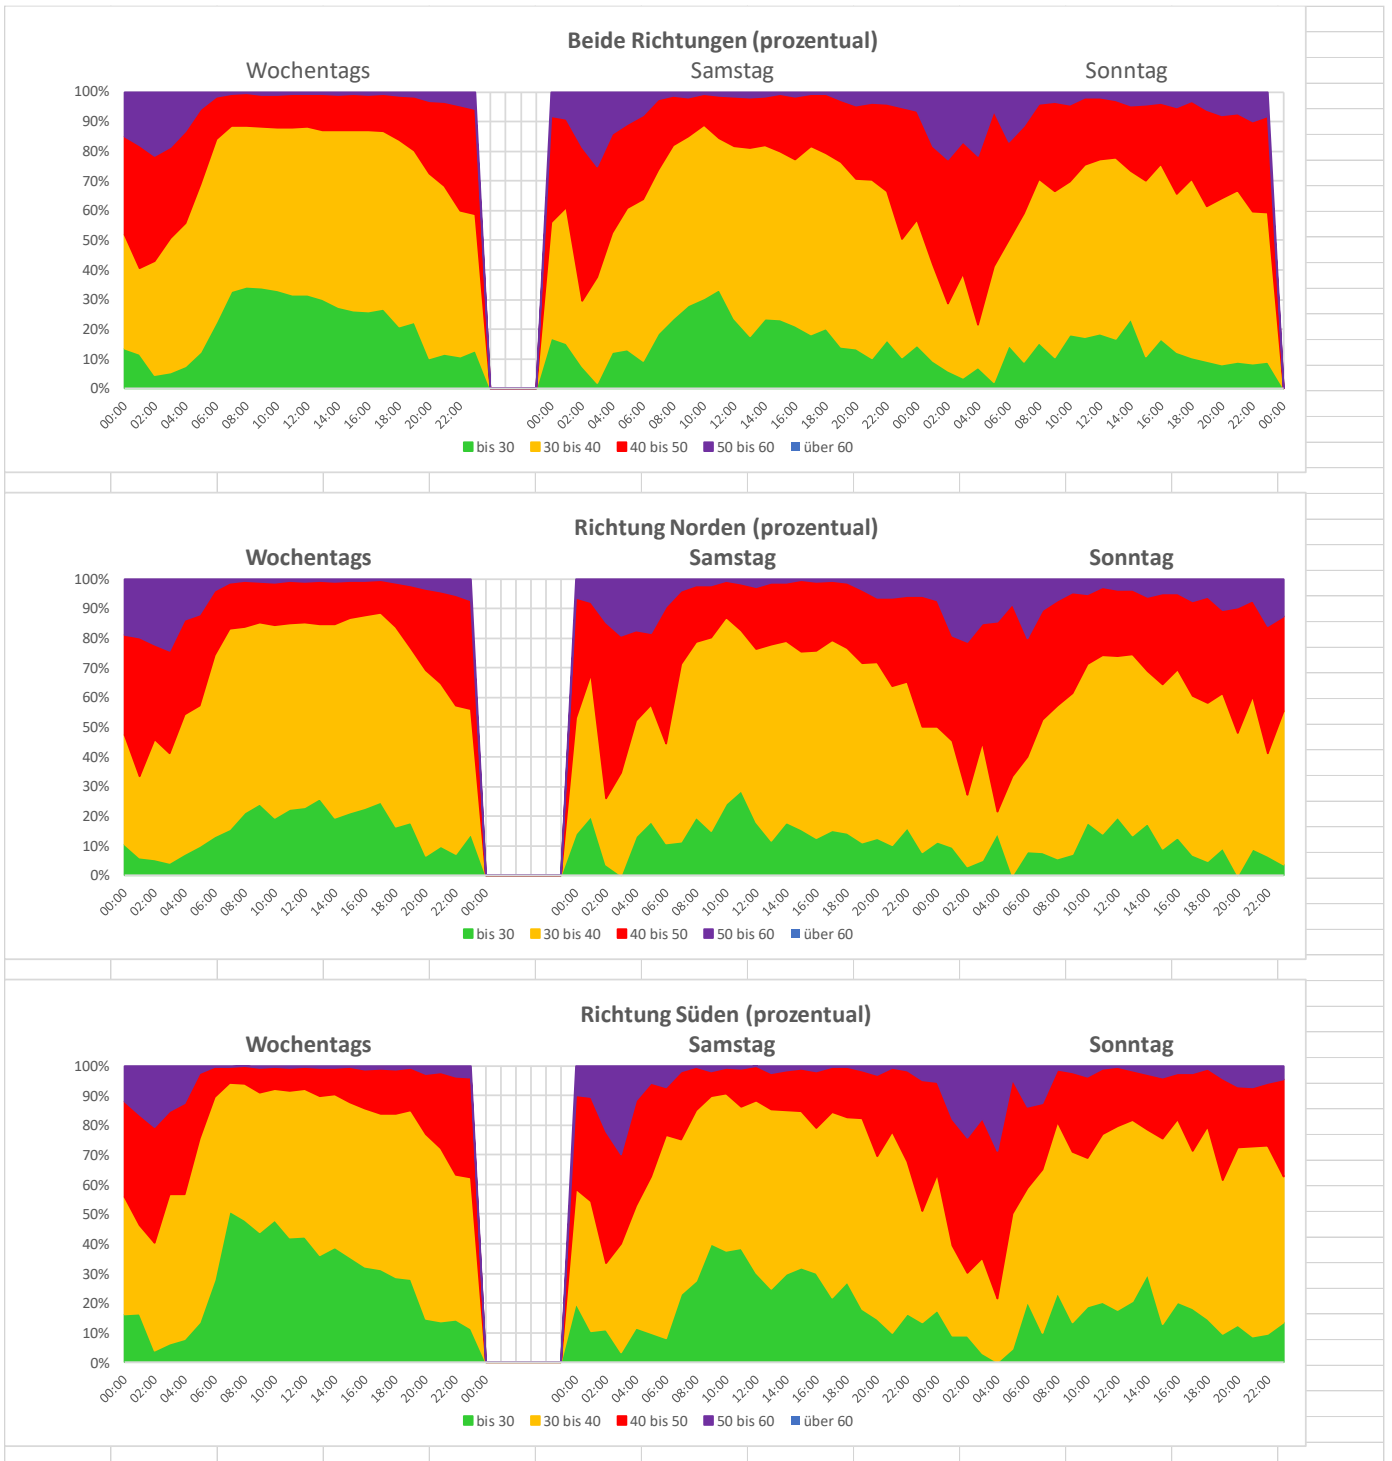 Beide Richtungen (prozentual)
Wochentags Samstag Sonntag
100%
90%
80%
70%
60%
50%
40%
30%
20%
10%
0%
00:00 02:00 04:00 06:00 08:00 10:00 12:00 14:00 16:00 18:00 20:00 22:00 00:00 02:00 04:00 06:00 08:00 10:00 12:00 14:00 16:00 18:00 20:00 22:00 00:00 02:00 04:00 06:00 08:00 10:00 12:00 14:00 16:00 18:00 20:00 22:00 00:00
bis 30 30 bis 40 40 bis 50 50 bis 60 über 60
Richtung Norden (prozentual)
Wochentags Samstag Sonntag
100%
90%
80%
70%
60%
50%
40%
30%
20%
10%
0%
00:00 02:00 04:00 06:00 08:00 10:00 12:00 14:00 16:00 18:00 20:00 22:00 00:00 00:00 02:00 04:00 06:00 08:00 10:00 12:00 14:00 16:00 18:00 20:00 22:00 00:00 02:00 04:00 06:00 08:00 10:00 12:00 14:00 16:00 18:00 20:00 22:00
bis 30 30 bis 40 40 bis 50 50 bis 60 über 60
Richtung Süden (prozentual)
Wochentags Samstag Sonntag
100%
90%
80%
70%
60%
50%
40%
30%
20%
10%
0%
00:00 02:00 04:00 06:00 08:00 10:00 12:00 14:00 16:00 18:00 20:00 22:00 00:00 00:00 02:00 04:00 06:00 08:00 10:00 12:00 14:00 16:00 18:00 20:00 22:00 00:00 02:00 04:00 06:00 08:00 10:00 12:00 14:00 16:00 18:00 20:00 22:00
bis 30 30 bis 40 40 bis 50 50 bis 60 über 60